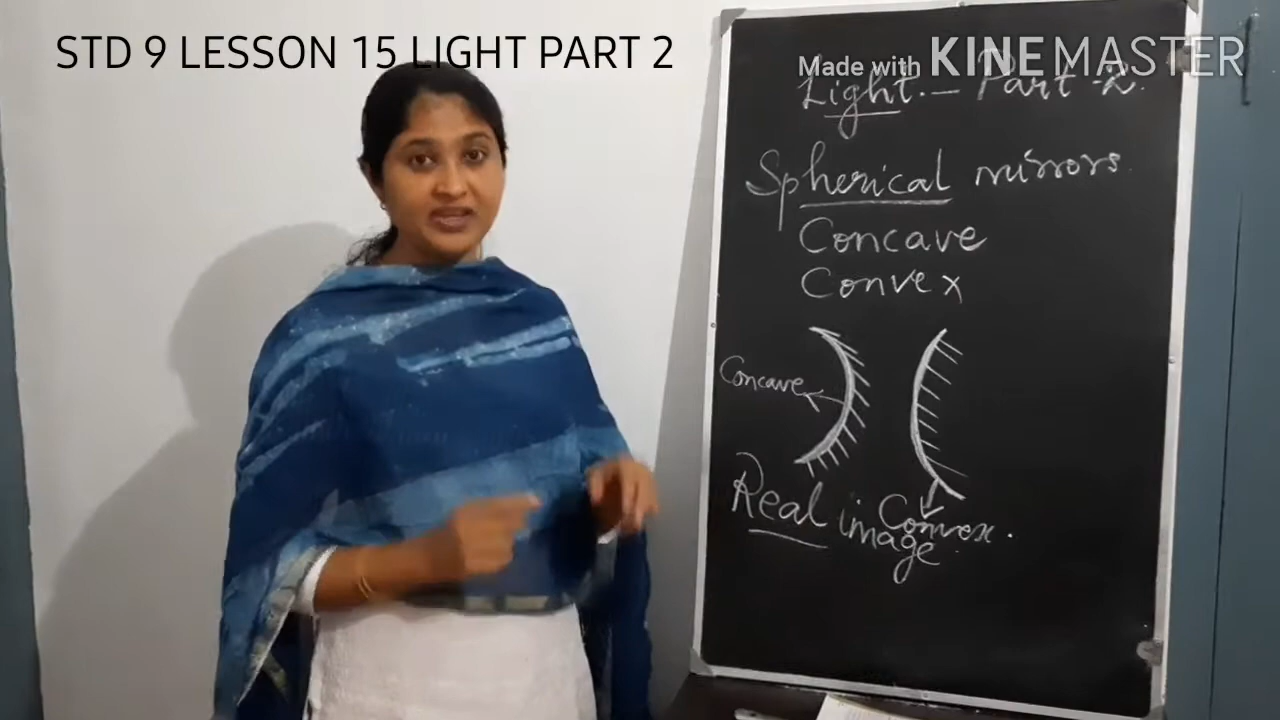 STD 9 LESSON 15 LIGHT PART 2
Made with KINEMASTER
Light. - Part -2.
Spherical mirrors.
Concave
Convex
Concave
Convex.
Real image.